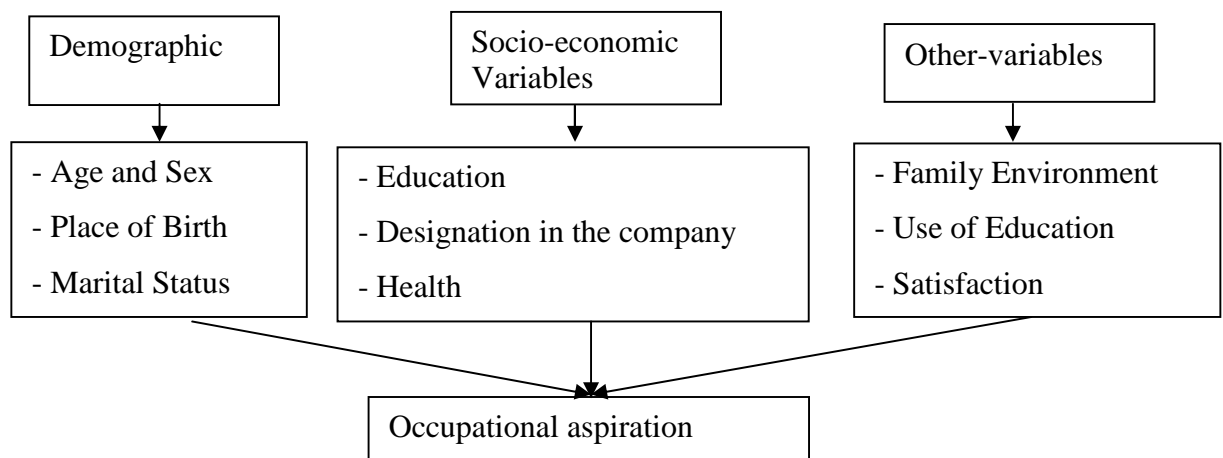 Demographic
Socio-economic
Variables
Other-variables
- Age and Sex
- Place of Birth
- Marital Status
- Education
- Designation in the company
- Health
- Family Environment
- Use of Education
- Satisfaction
Occupational aspiration